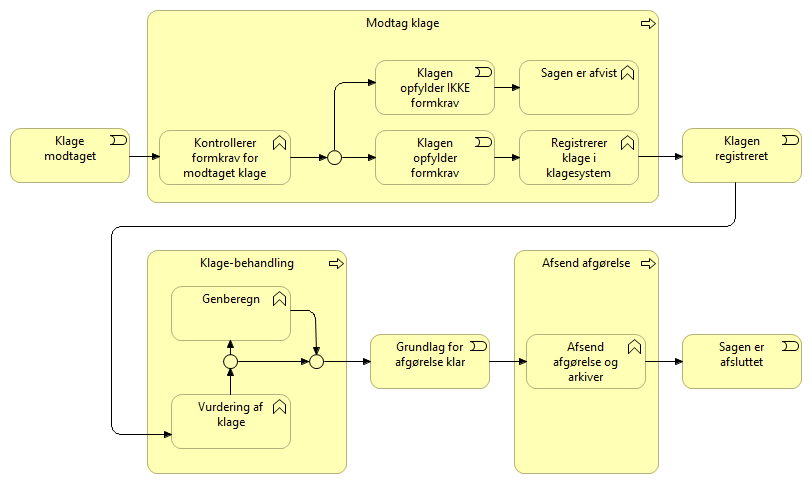 Modtag klage
Klagen
opfylder IKKE
formkrav
Sagen er afvist
Klage
modtaget
Kontrollerer
formkrav for
modtaget klage
Klagen
opfylder
formkrav
Registrerer
klage i
klagesystem
Klagen
registreret
Klage-behandling
Genberegn
Vurdering af
klage
Grundlag for
afgørelse klar
Afsend afgørelse
Afsend
afgørelse og
arkiver
Sagen er
afsluttet